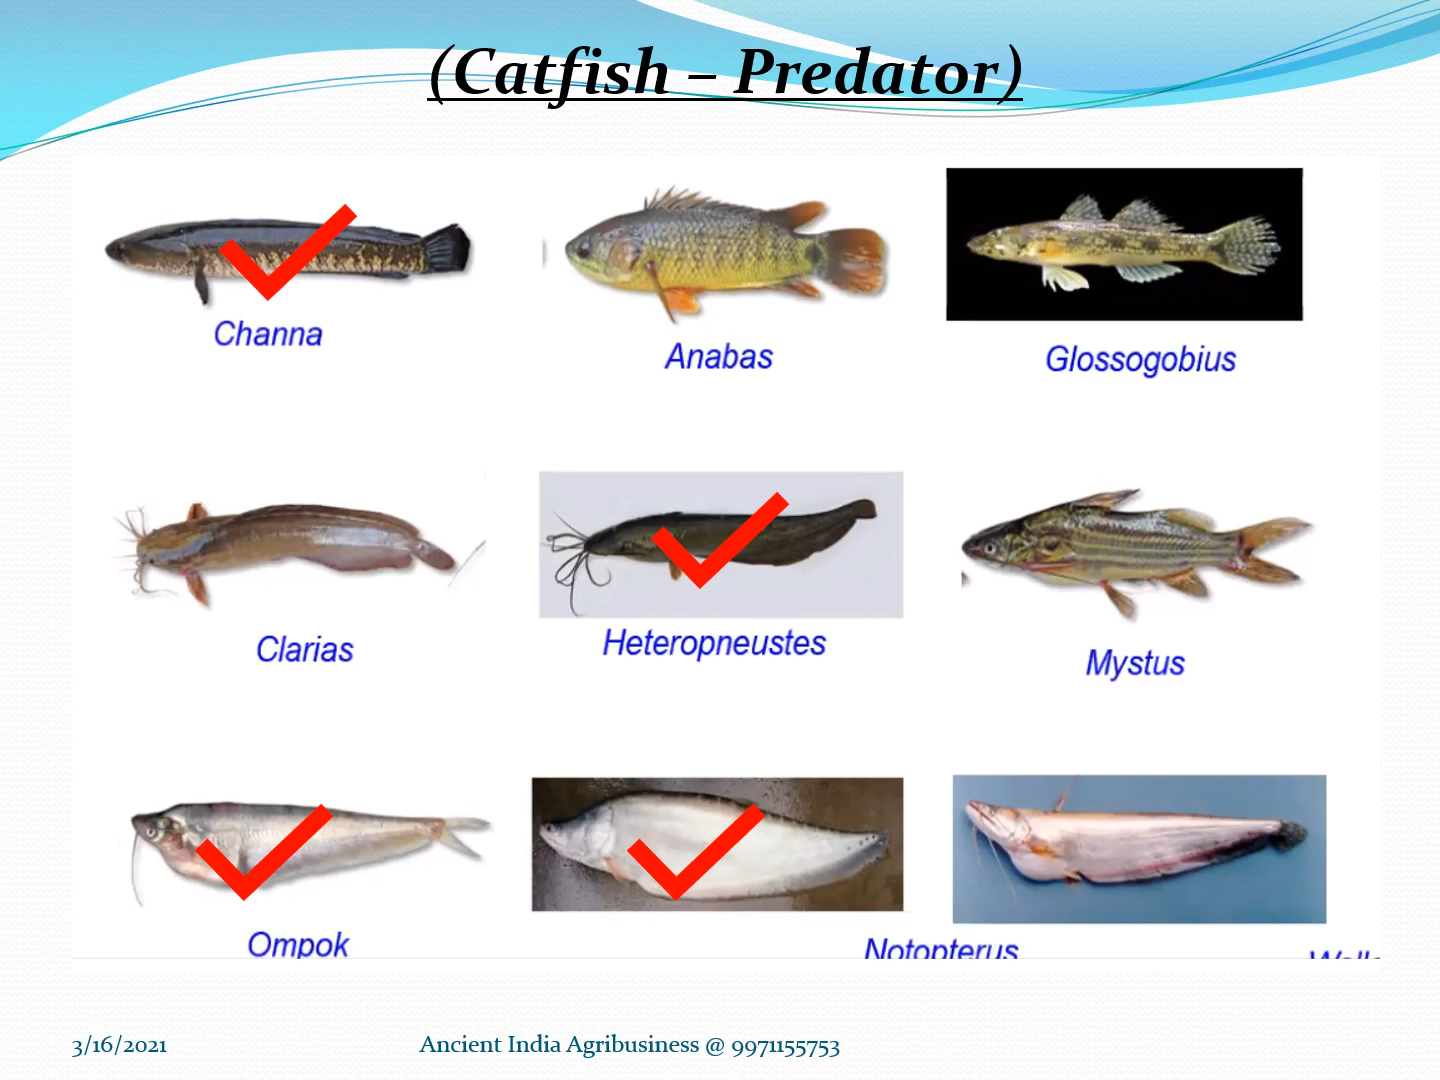 (Catfish – Predator)
Channa
Anabas
Glossogobius
Clarias
Heteropneustes
Mystus
Ompok
Notopterus
3/16/2021
Ancient India Agribusiness @ 9971155753